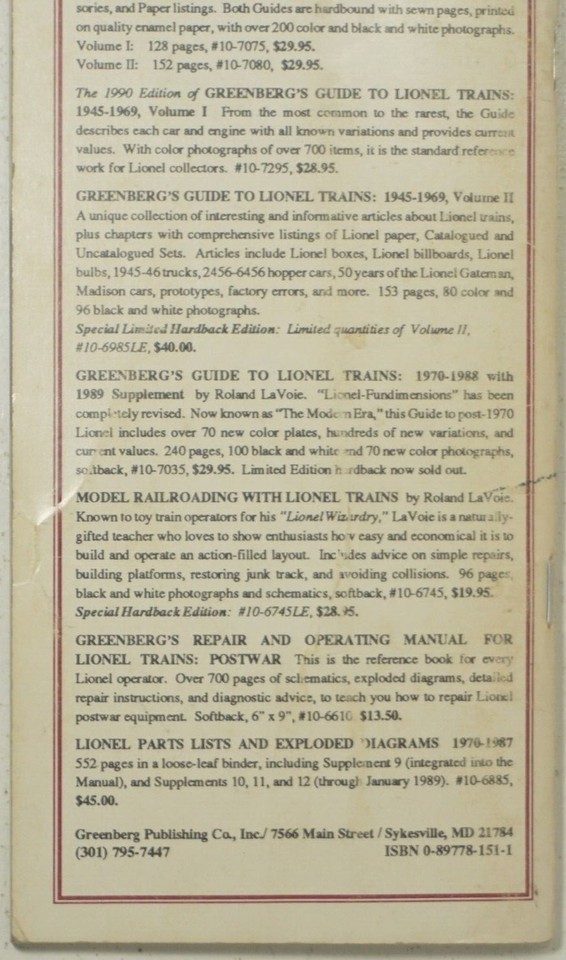 sories, and Paper listings. Both Guides are hardbound with sewn pages, printed
on quality enamel paper, with over 200 color and black and white photographs.
Volume I: 128 pages, #10-7075, $29.95.
Volume II: 152 pages, #10-7080, $29.95.
The 1990 Edition of GREENBERG'S GUIDE TO LIONEL TRAINS:
1945-1969, Volume I From the most common to the rarest, the Guide
describes each car and engine with all known variations and provides current
values. With color photographs of over 700 items, it is the standard reference
work for Lionel collectors. #10-7295, $28.95.
GREENBERG'S GUIDE TO LIONEL TRAINS: 1945-1969, Volume II
A unique collection of interesting and informative articles about Lionel trains,
plus chapters with comprehensive listings of Lionel paper, Catalogued and
Uncatalogued Sets. Articles include Lionel boxes, Lionel billboards, Lionel
bulbs, 1945-46 trucks, 2456-6456 hopper cars, 50 years of the Lionel Gateman,
Madison cars, prototypes, factory errors, and more. 153 pages, 80 color and
96 black and white photographs.
Special Limited Hardback Edition: Limited quantities of Volume II,
#10-6985LE, $40.00.
GREENBERG'S GUIDE TO LIONEL TRAINS: 1970-1988 with
1989 Supplement by Roland LaVoie. "Lionel-Fundimensions" has been
completely revised. Now known as "The Modern Era," this Guide to post-1970
Lionel includes over 70 new color plates, hundreds of new variations, and
current values. 240 pages, 100 black and white and 70 new color photographs,
softback, #10-7035, $29.95. Limited Edition hardback now sold out.
MODEL RAILROADING WITH LIONEL TRAINS by Roland LaVoie.
Known to toy train operators for his "Lionel Wizardry," LaVoie is a naturally-
gifted teacher who loves to show enthusiasts how easy and economical it is to
build and operate an action-filled layout. Includes advice on simple repairs,
building platforms, restoring junk track, and avoiding collisions. 96 pages,
black and white photographs and schematics, softback, #10-6745, $19.95.
Special Hardback Edition: #10-6745LE, $28.95.
GREENBERG'S REPAIR AND OPERATING MANUAL FOR
LIONEL TRAINS: POSTWAR This is the reference book for every
Lionel operator. Over 700 pages of schematics, exploded diagrams, detailed
repair instructions, and diagnostic advice, to teach you how to repair Lionel
postwar equipment. Softback, 6" x 9", #10-6610 $13.50.
LIONEL PARTS LISTS AND EXPLODED DIAGRAMS 1970-1987
552 pages in a loose-leaf binder, including Supplement 9 (integrated into the
Manual), and Supplements 10, 11, and 12 (through January 1989). #10-6885,
$45.00.
Greenberg Publishing Co., Inc./ 7566 Main Street / Sykesville, MD 21784
(301) 795-7447 ISBN 0-89778-151-1